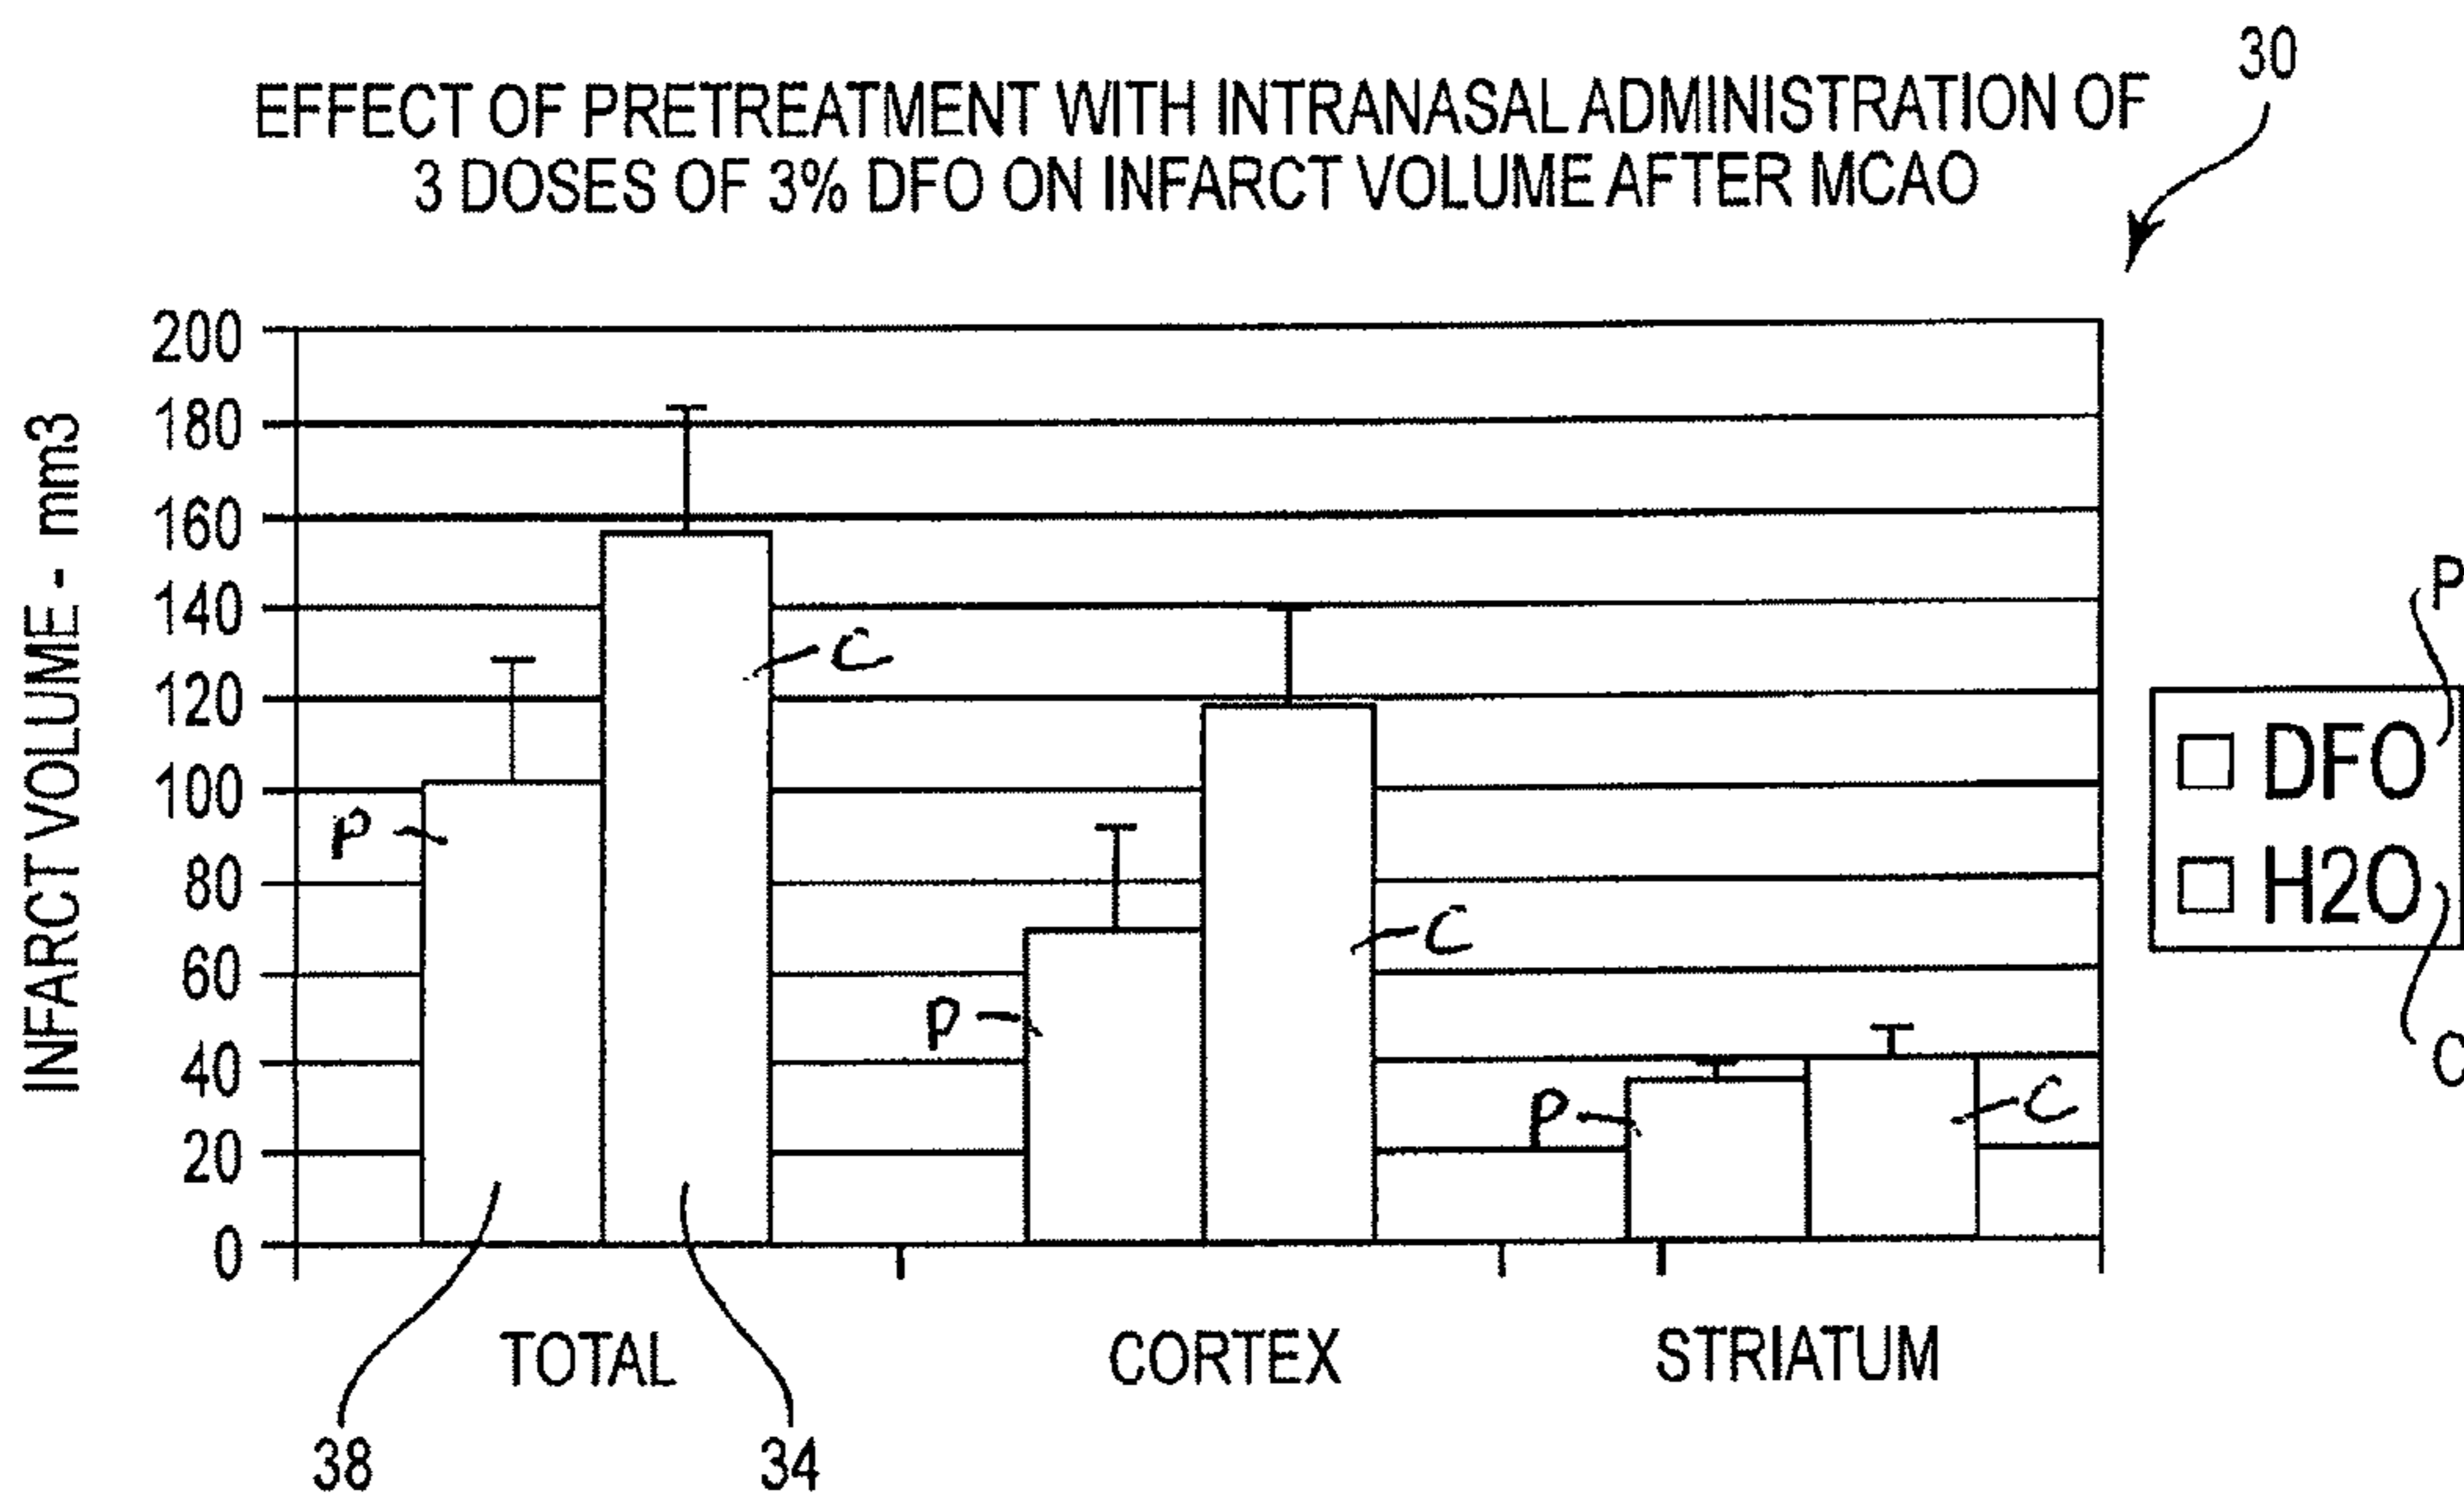 30
EFFECT OF PRETREATMENT WITH INTRANASAL ADMINISTRATION OF
3 DOSES OF 3% DFO ON INFARCT VOLUME AFTER MCAO
INFARCT VOLUME - mm3
200
180
160
140
120
100
80
60
40
20
0
P
C
P
C
P
C
TOTAL
CORTEX
STRIATUM
38
34
P
DFO
H2O
C